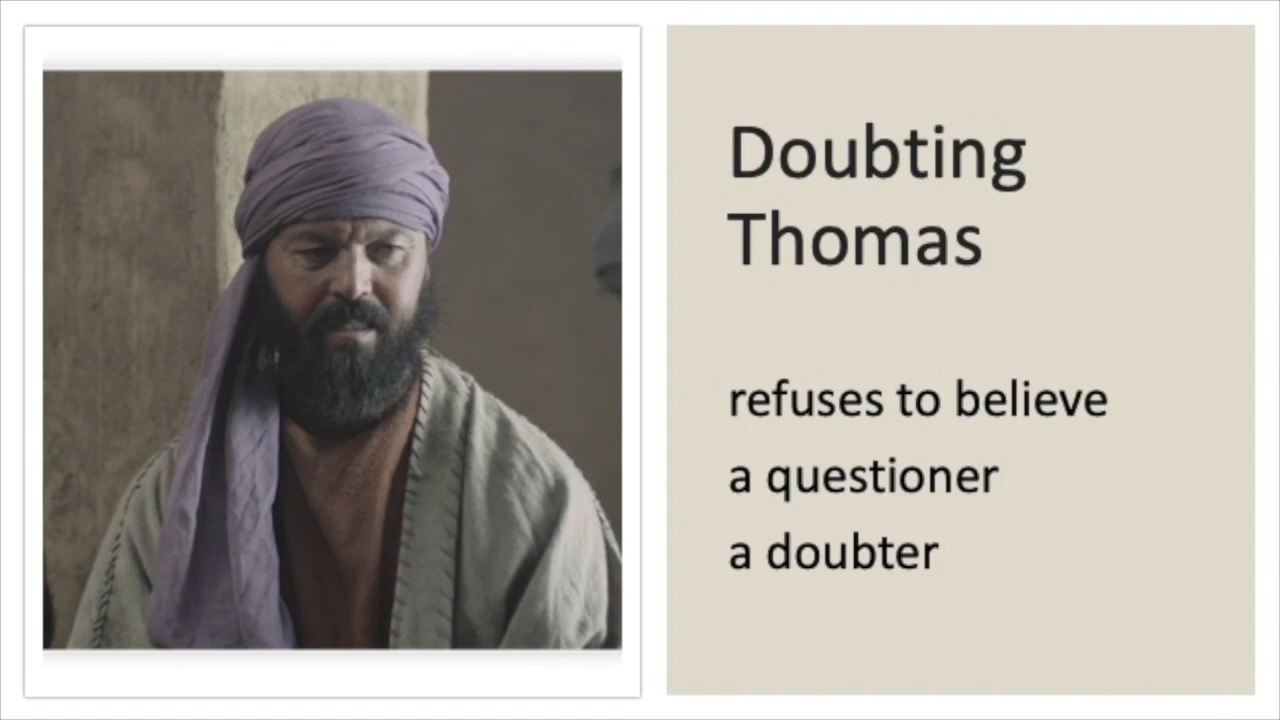 Doubting
Thomas
refuses to believe
a questioner
a doubter